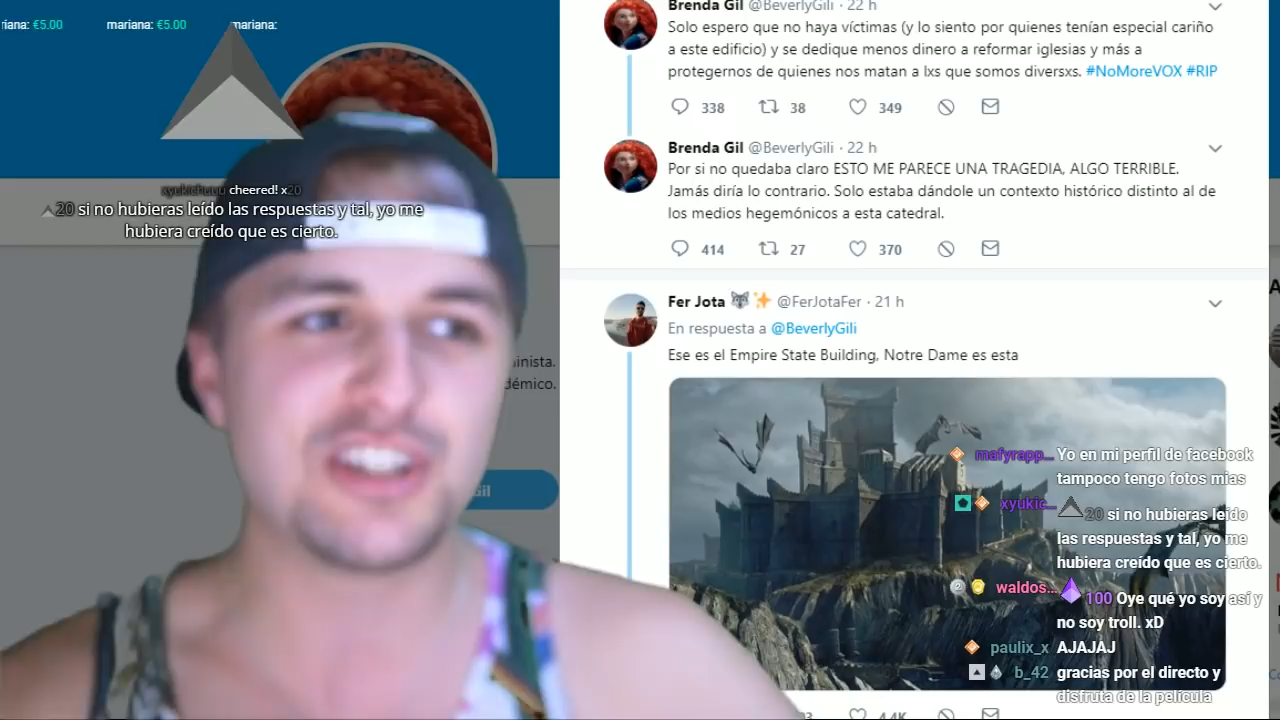 riana: €5.00
mariana: €5.00
mariana:
xyukichuuu cheered! x20
20 si no hubieras leído las respuestas y tal, yo me
hubiera creído que es cierto.
inista.
démico.
Gil
Brenda Gil @BeverlyGili · 22 h
Solo espero que no haya víctimas (y lo siento por quienes tenían especial cariño
a este edificio) y se dedique menos dinero a reformar iglesias y más a
protegernos de quienes nos matan a lxs que somos diversxs. #NoMoreVOX #RIP
338 38 349
Brenda Gil @BeverlyGili · 22 h
Por si no quedaba claro ESTO ME PARECE UNA TRAGEDIA, ALGO TERRIBLE.
Jamás diría lo contrario. Solo estaba dándole un contexto histórico distinto al de
los medios hegemónicos a esta catedral.
414 27 370
Fer Jota @FerJotaFer · 21 h
En respuesta a @BeverlyGili
Ese es el Empire State Building, Notre Dame es esta
mafyrapp... Yo en mi perfil de facebook
tampoco tengo fotos mias
xyukic... 20 si no hubieras leído
las respuestas y tal, yo me
hubiera creído que es cierto.
waldos... 100 Oye qué yo soy así y
no soy troll. xD
paulix_x AJAJAJ
b_42 gracias por el directo y
disfruta de la película
4,4K